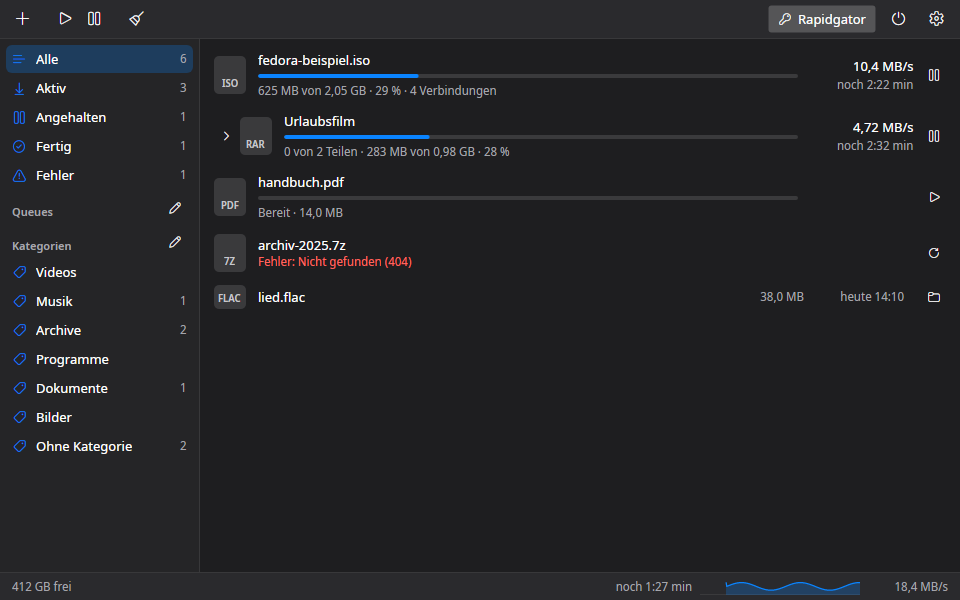 Rapidgator
Alle 6
Aktiv 3
Angehalten 1
Fertig 1
Fehler 1
Queues
Kategorien
Videos
Musik 1
Archive 2
Programme
Dokumente 1
Bilder
Ohne Kategorie 2
ISO
fedora-beispiel.iso
625 MB von 2,05 GB · 29 % · 4 Verbindungen
10,4 MB/s
noch 2:22 min
RAR
Urlaubsfilm
0 von 2 Teilen · 283 MB von 0,98 GB · 28 %
4,72 MB/s
noch 2:32 min
PDF
handbuch.pdf
Bereit · 14,0 MB
7Z
archiv-2025.7z
Fehler: Nicht gefunden (404)
FLAC
lied.flac
38,0 MB
heute 14:10
412 GB frei
noch 1:27 min
18,4 MB/s